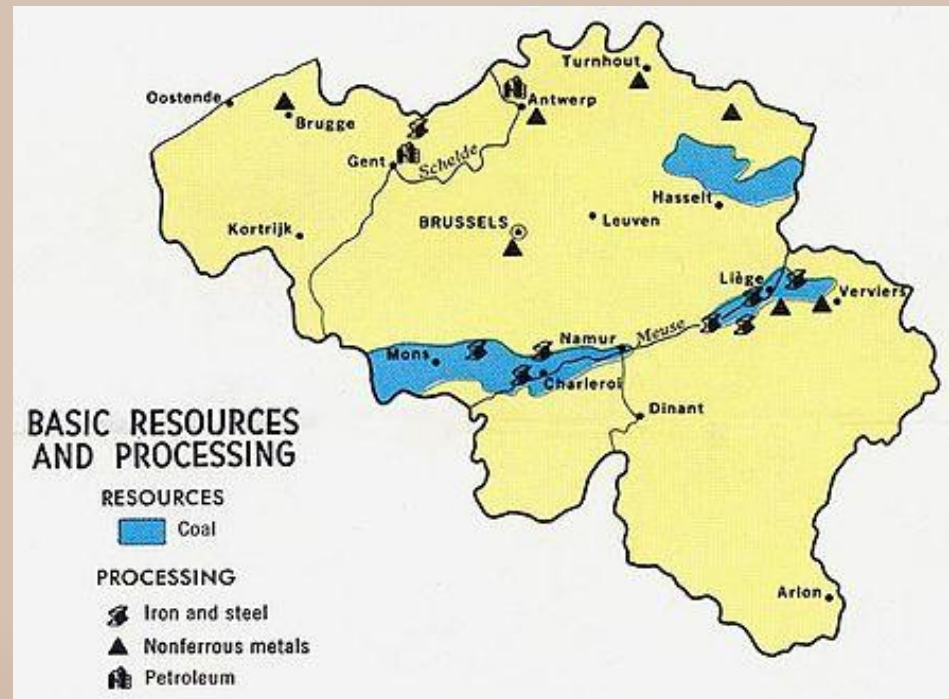 Turnhout
Oostende
Antwerp
Brugge
Gent
Schelde
Hasselt
Kortrijk
BRUSSELS
Leuven
Liège
Verviers
Namur
Meuse
Mons
Charleroi
Dinant
Arlon
BASIC RESOURCES
AND PROCESSING
RESOURCES
Coal
PROCESSING
Iron and steel
Nonferrous metals
Petroleum